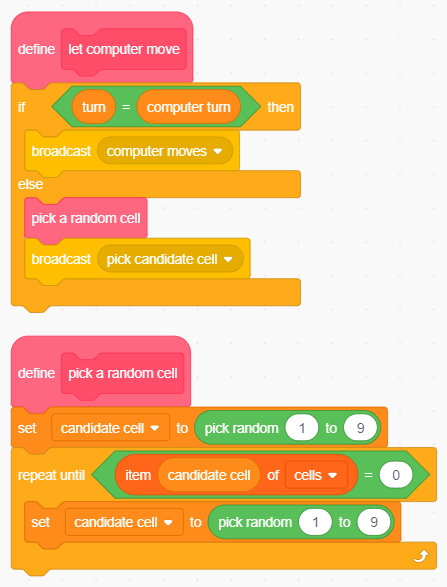 define let computer move
if turn = computer turn then
broadcast computer moves
else
pick a random cell
broadcast pick candidate cell
define pick a random cell
set candidate cell to pick random 1 to 9
repeat until item candidate cell of cells = 0
set candidate cell to pick random 1 to 9